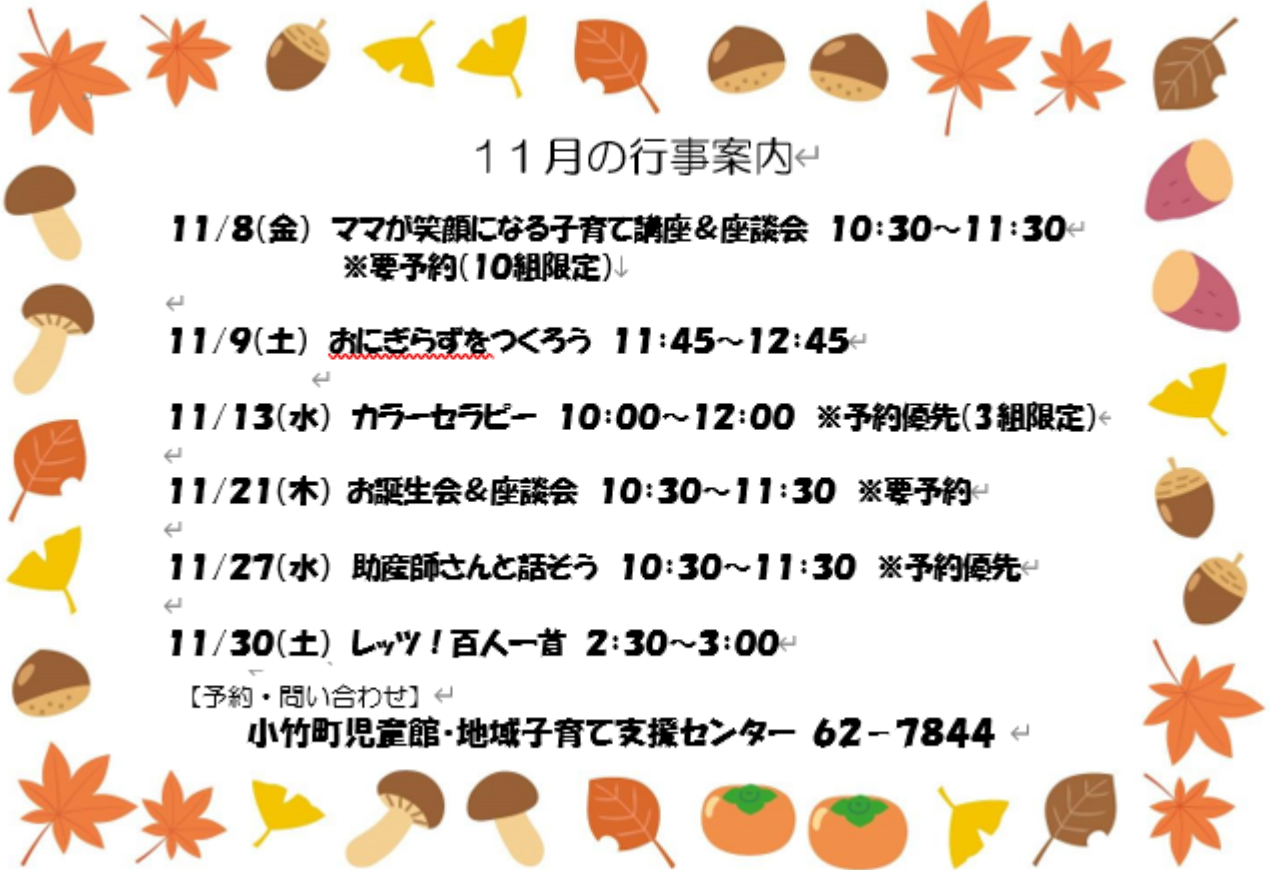 １１月の行事案内
11/8(金) ママが笑顔になる子育て講座＆座談会 10:30～11:30
※要予約(10組限定)
11/9(土) おにぎらずをつくろう 11:45～12:45
11/13(水) カラーセラピー 10:00～12:00 ※予約優先(3組限定)
11/21(木) お誕生会＆座談会 10:30～11:30 ※要予約
11/27(水) 助産師さんと話そう 10:30～11:30 ※予約優先
11/30(土) レッツ！百人一首 2:30～3:00
【予約・問い合わせ】
小竹町児童館・地域子育て支援センター 62－7844